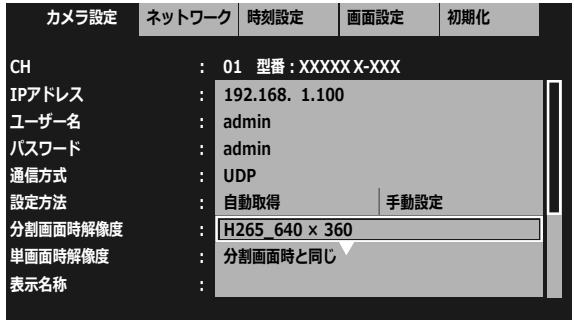 カメラ設定 ネットワーク 時刻設定 画面設定 初期化
CH : 01 型番 : XXXXX X-XXX
IPアドレス : 192.168. 1.100
ユーザー名 : admin
パスワード : admin
通信方式 : UDP
設定方法 : 自動取得 手動設定
分割画面時解像度 : H265_640 × 360
単画面時解像度 : 分割画面時と同じ
表示名称 :